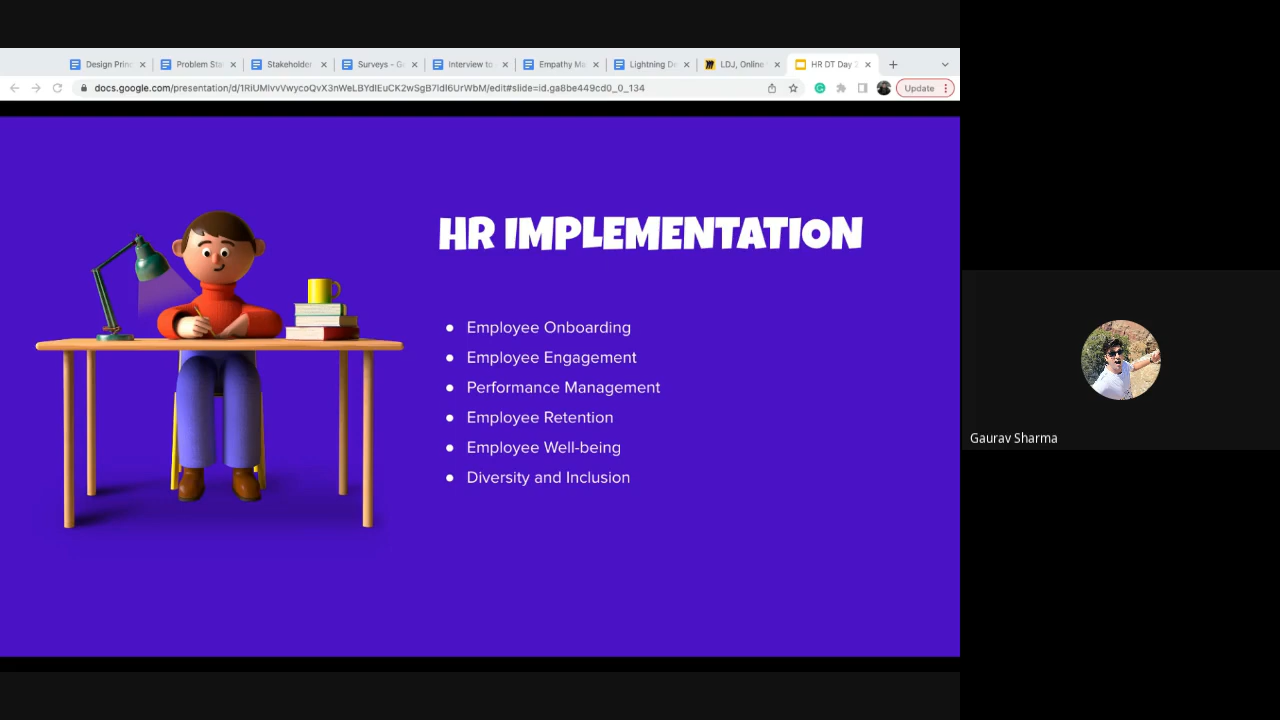 Design Prin
Problem Sta
Stakeholder
Surveys - G
Interview to
Empathy Ma
Lightning De
LDJ, Online
HR DT Day 2
docs.google.com/presentation/d/1RiUMIvvVwycoQvX3nWeLBYdIEuCK2wSgB7IdI6UrWbM/edit#slide=id.ga8be449cd0_0_134
Update
HR IMPLEMENTATION
● Employee Onboarding
● Employee Engagement
● Performance Management
● Employee Retention
● Employee Well-being
● Diversity and Inclusion
Gaurav Sharma